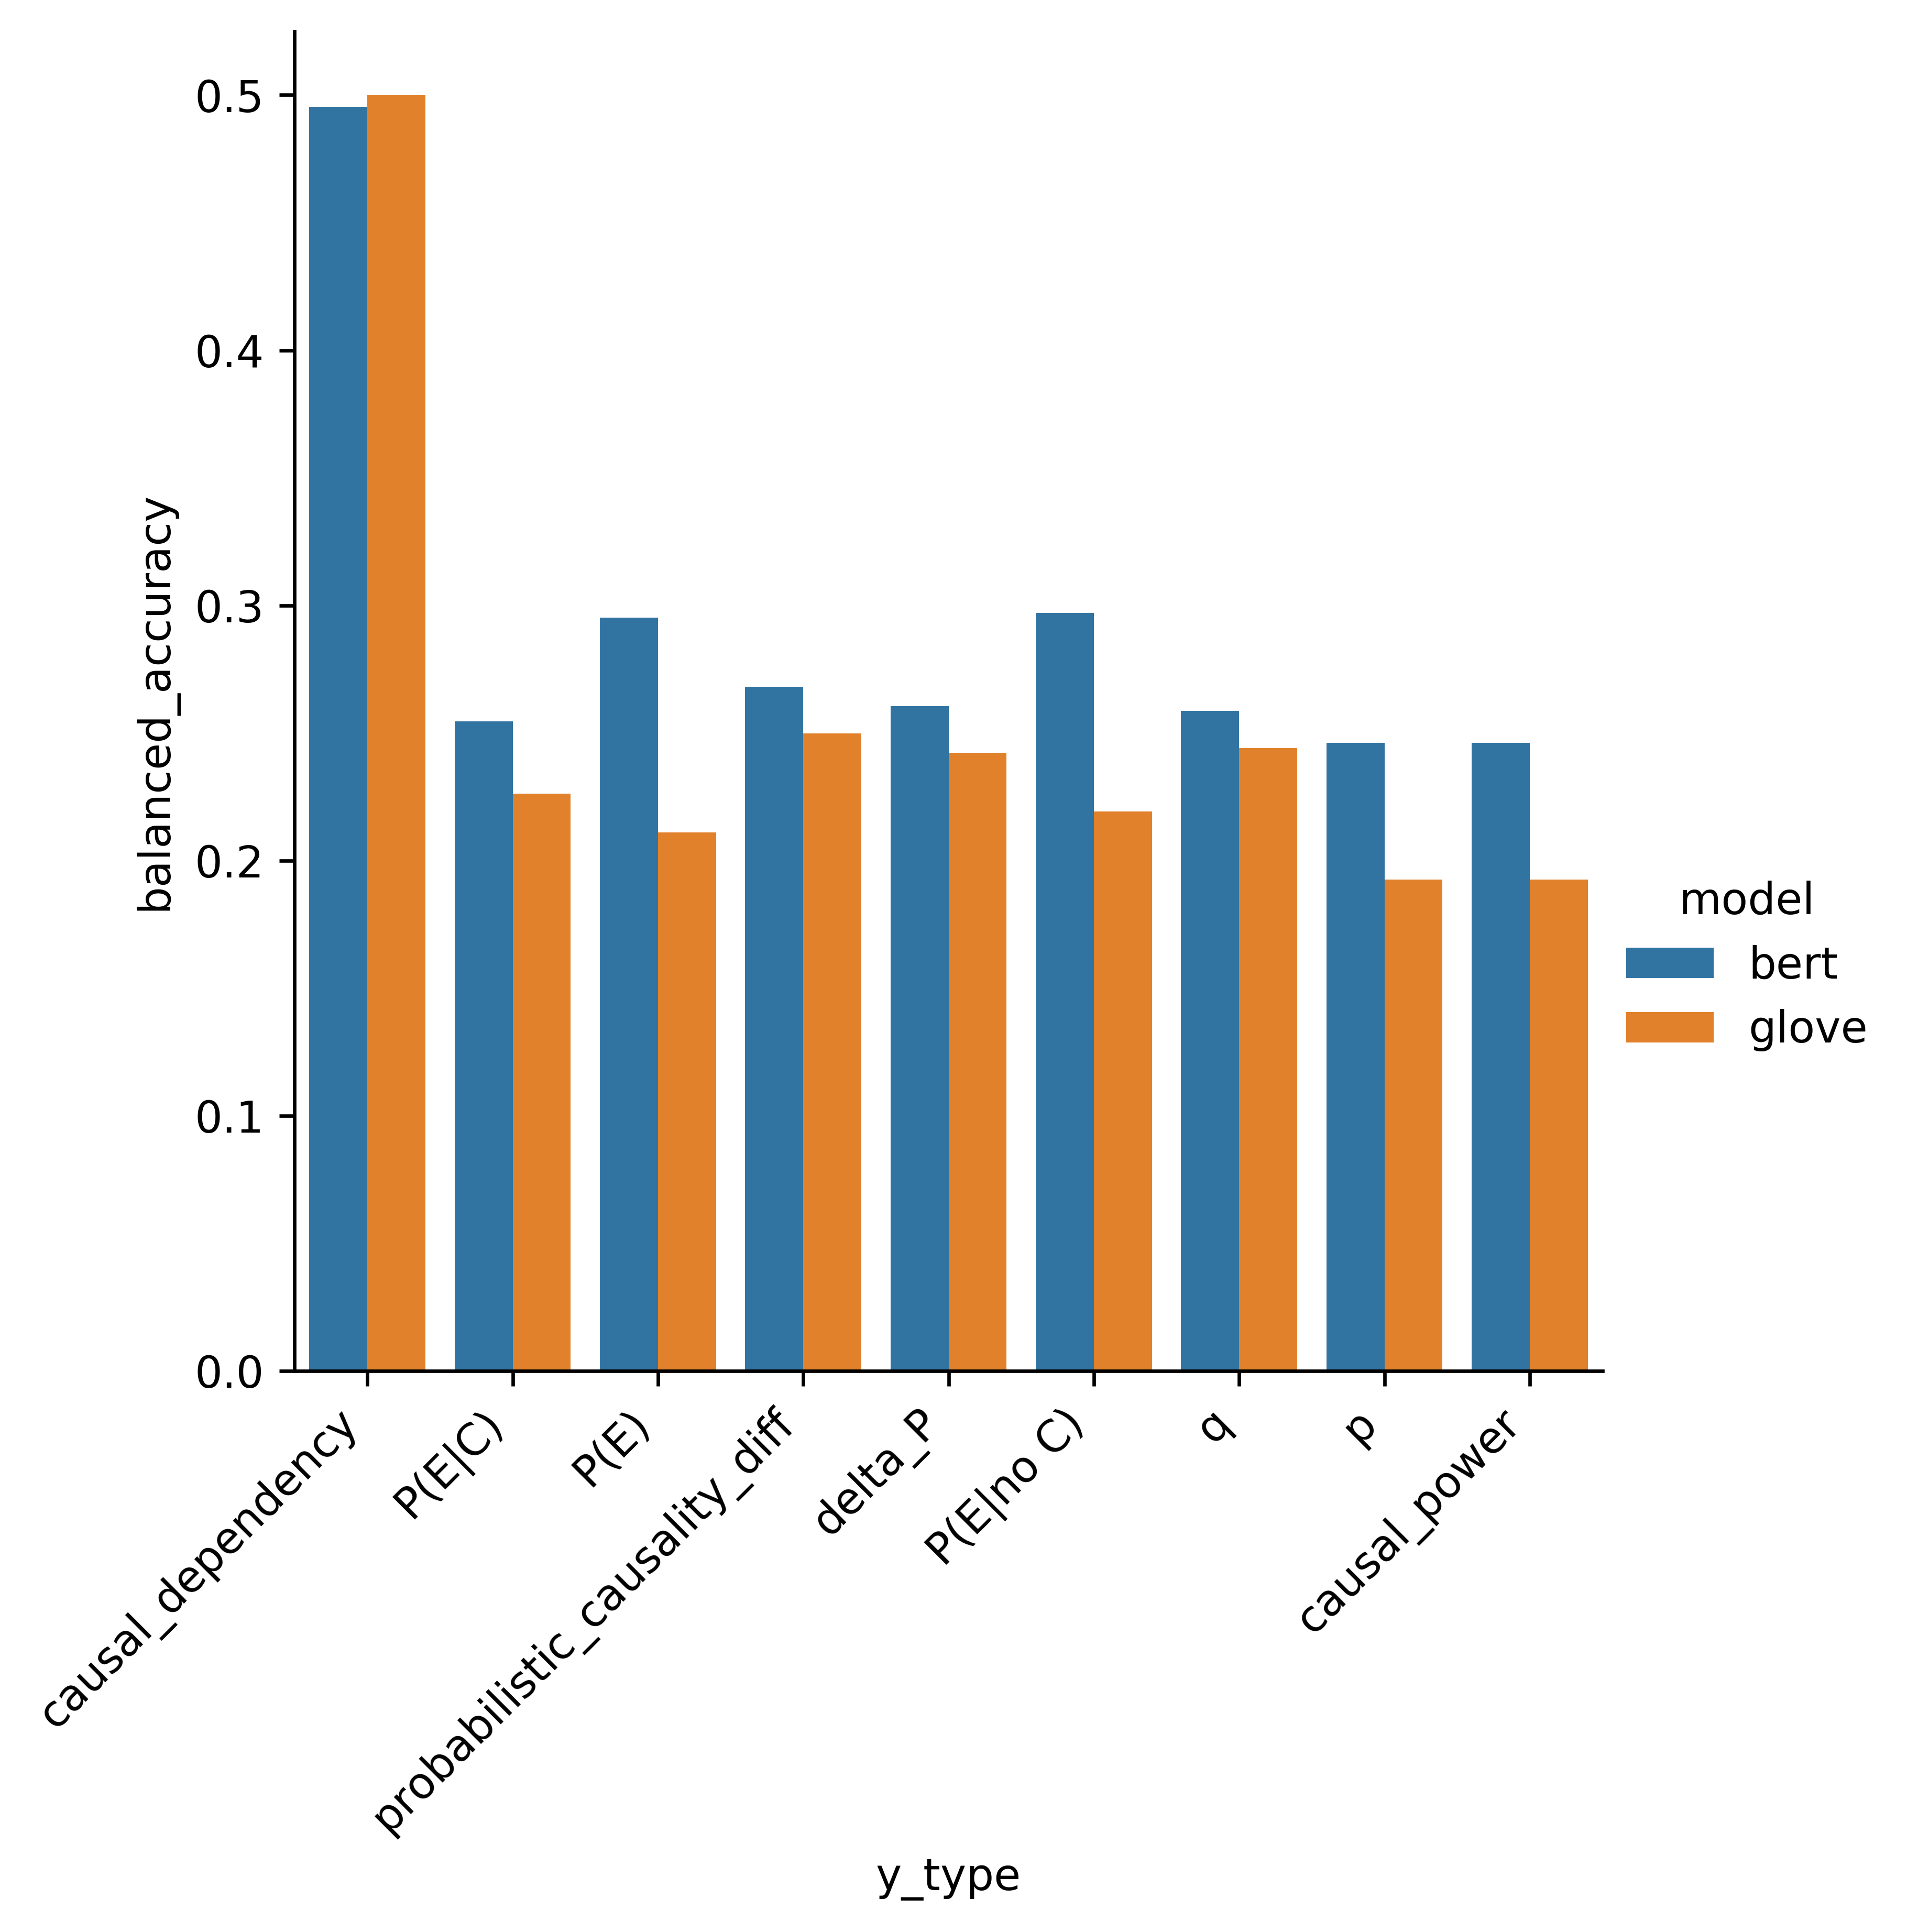 0.5
0.4
0.3
0.2
0.1
0.0
balanced_accuracy
causal_dependency
P(E|C)
P(E)
probabilistic_causality_diff
delta_P
P(E|no C)
q
p
causal_power
y_type
model
bert
glove